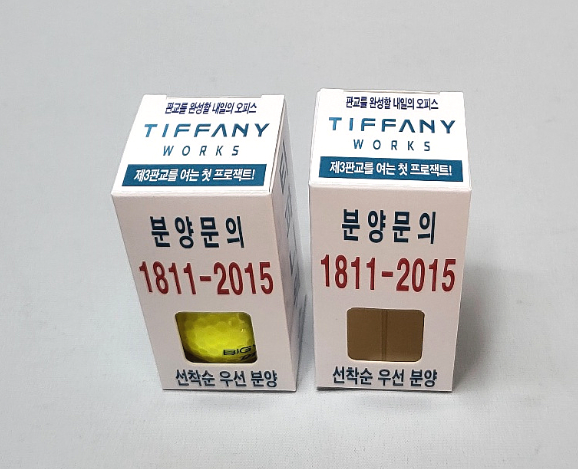 판교를 완성할 내일의 오피스
TIFFANY
WORKS
제3판교를 여는 첫 프로잭트!
분양문의
1811-2015
BIG
선착순 우선 분양
판교를 완성할 내일의 오피스
TIFFANY
WORKS
제3판교를 여는 첫 프로잭트!
분양문의
1811-2015
선착순 우선 분양